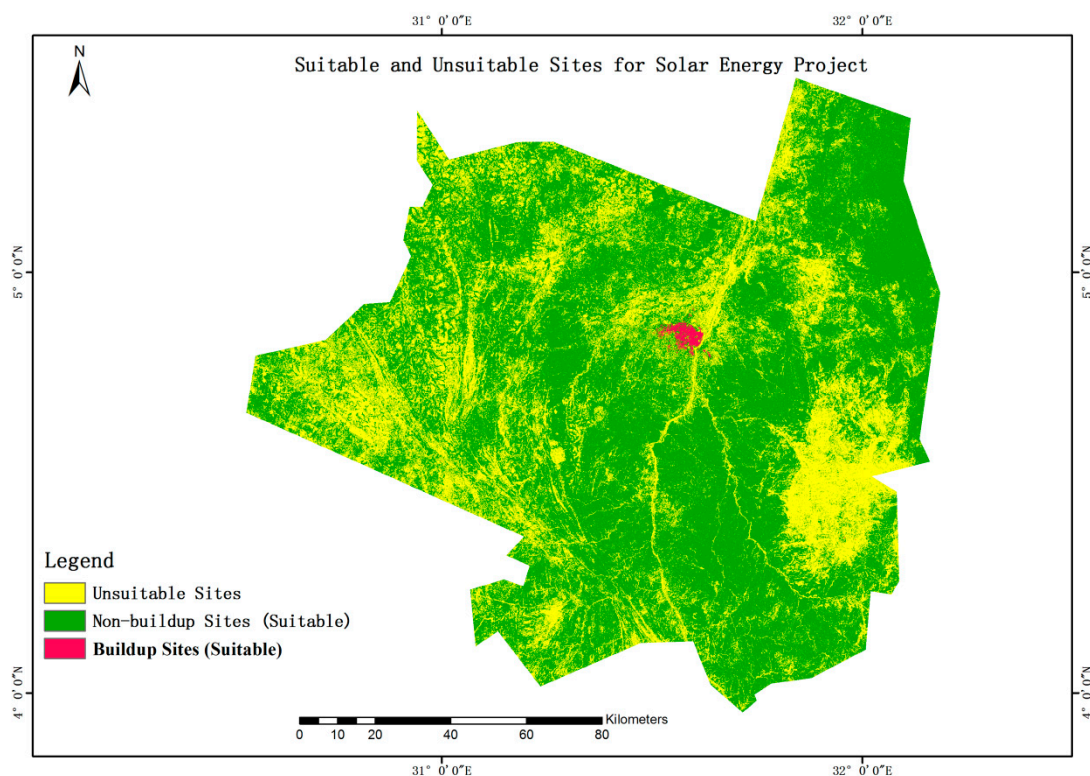 31° 0′0″E
32° 0′0″E
N
Suitable and Unsuitable Sites for Solar Energy Project
5° 0′0″N
5° 0′0″N
Legend
Unsuitable Sites
Non-buildup Sites (Suitable)
Buildup Sites (Suitable)
4° 0′0″N
4° 0′0″N
Kilometers
0 10 20 40 60 80
31° 0′0″E
32° 0′0″E